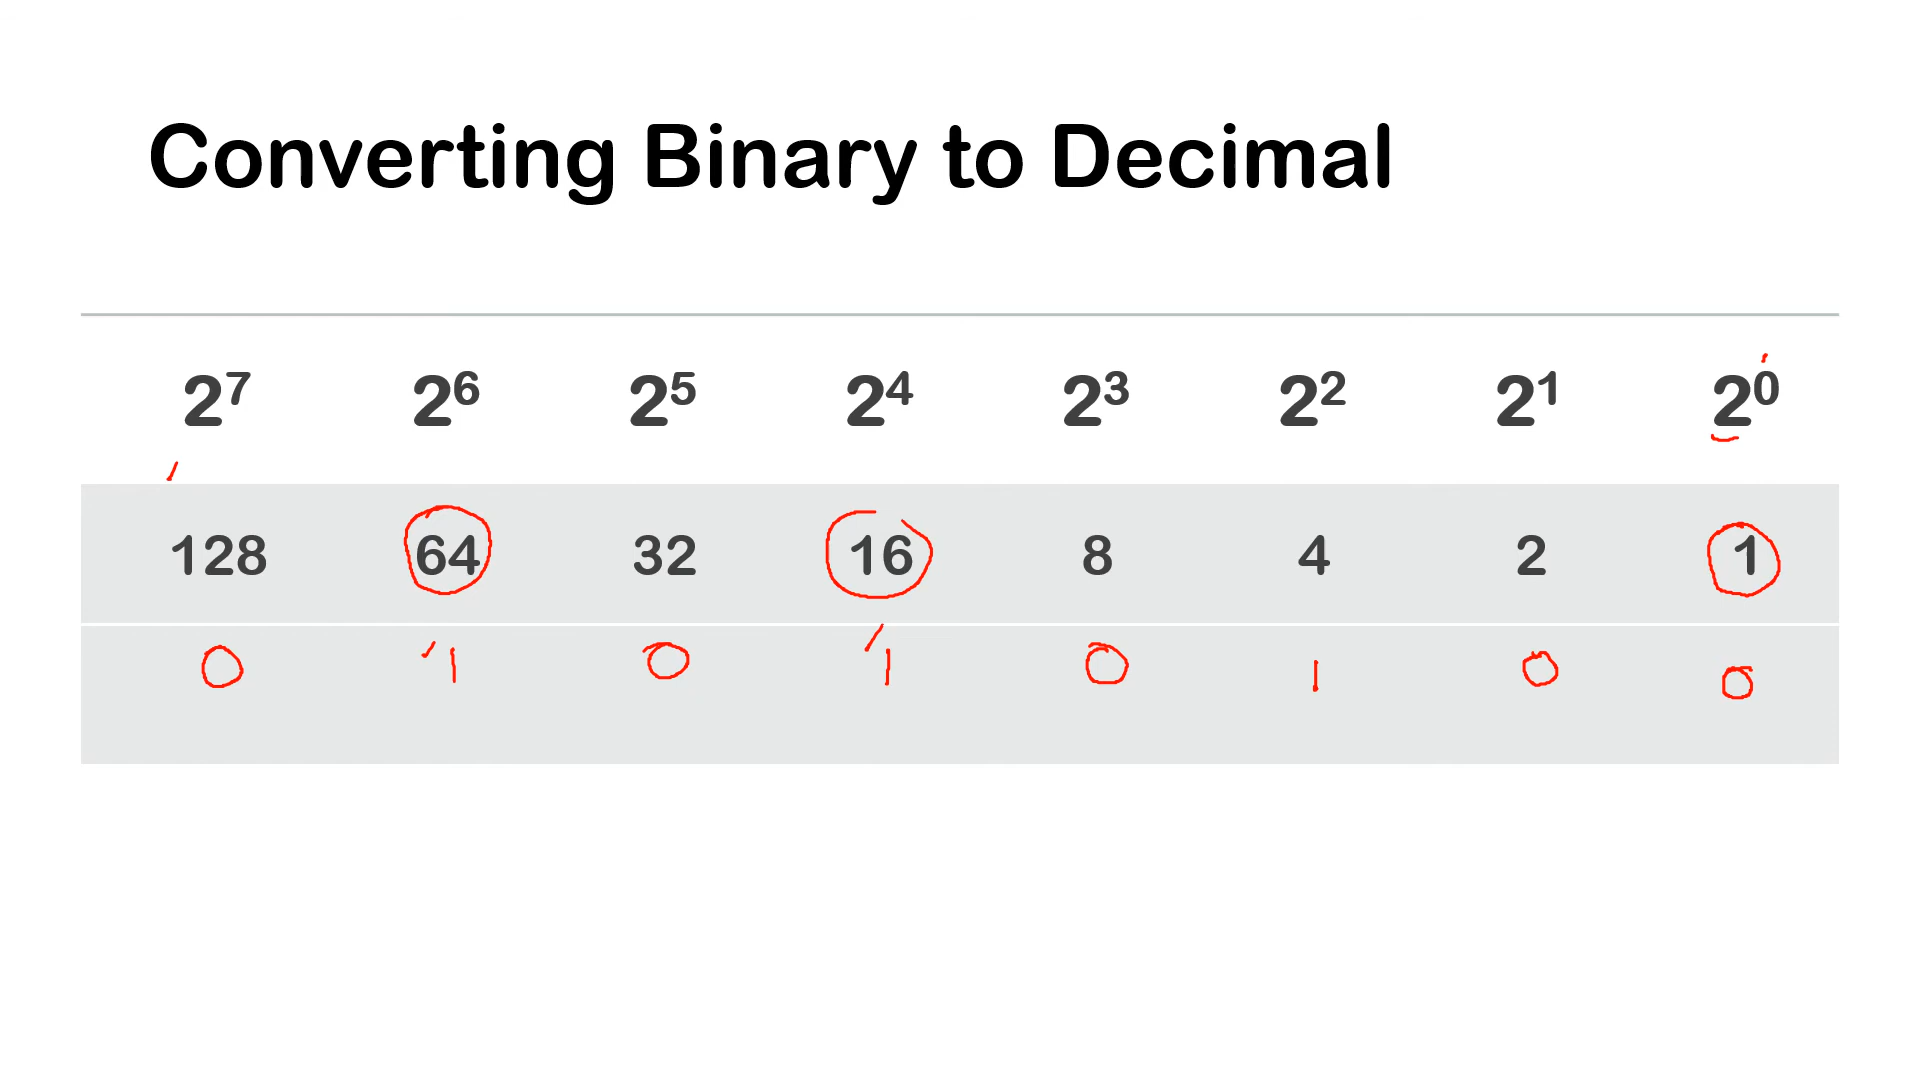 Converting Binary to Decimal
2⁷ 2⁶ 2⁵ 2⁴ 2³ 2² 2¹ 2⁰
128 64 32 16 8 4 2 1
0 1 0 1 0 1 0 0